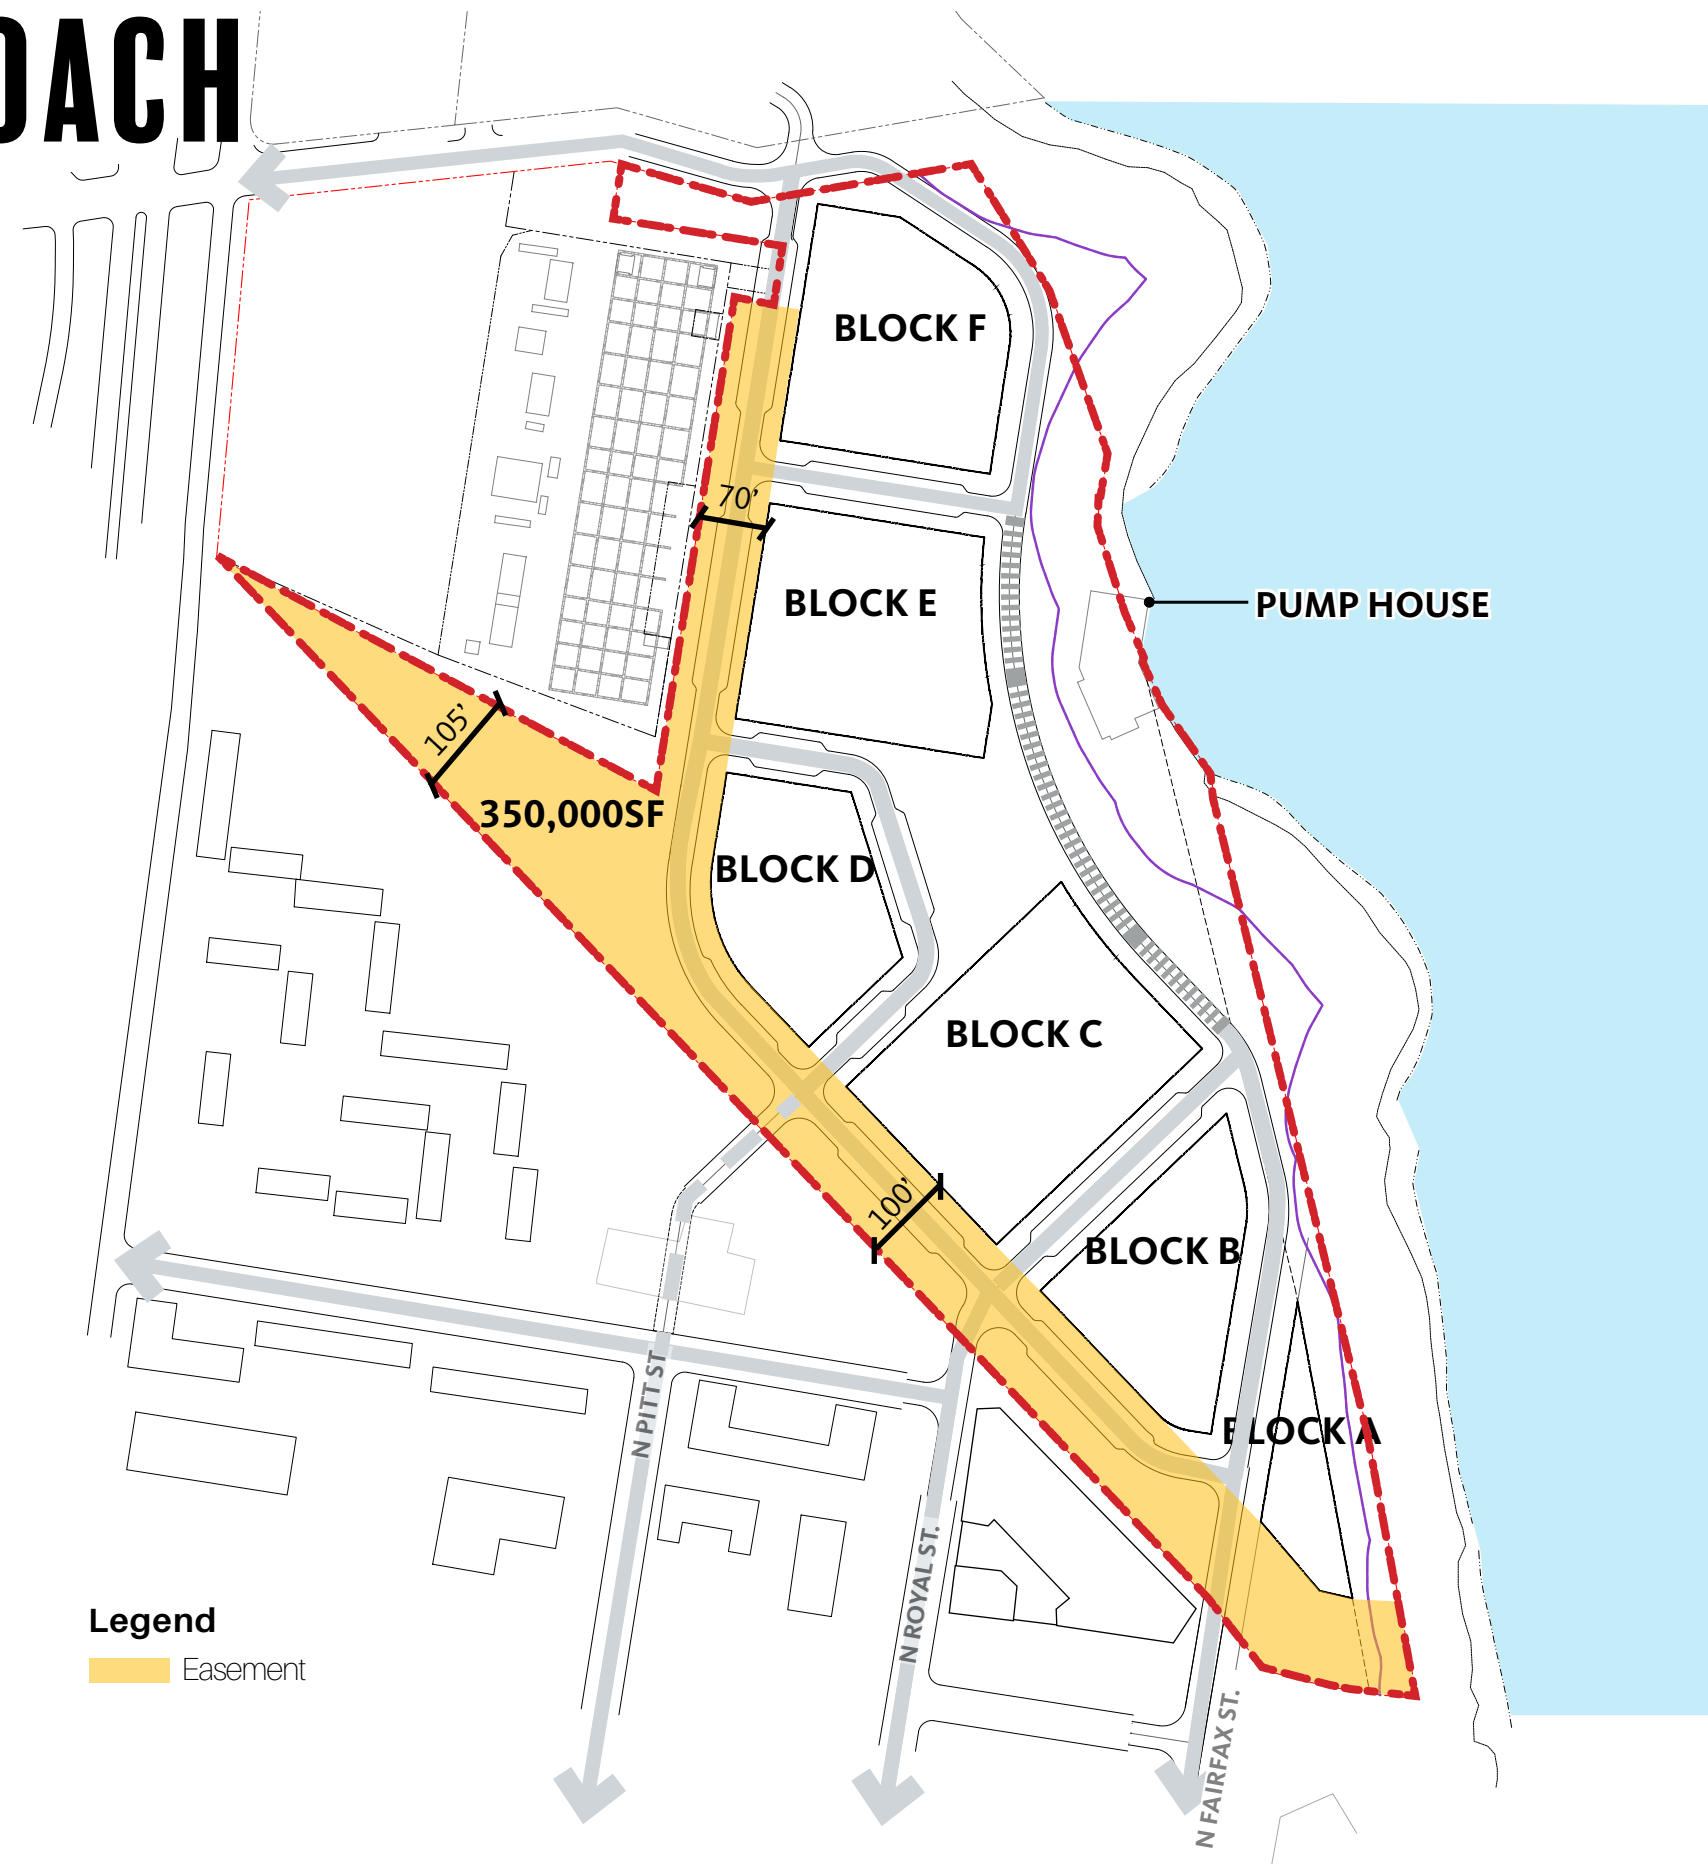 OACH
BLOCK F
70'
BLOCK E
PUMP HOUSE
105'
350,000SF
BLOCK D
BLOCK C
100'
BLOCK B
BLOCK A
N PITT ST
N ROYAL ST.
N FAIRFAX ST.
Legend
Easement